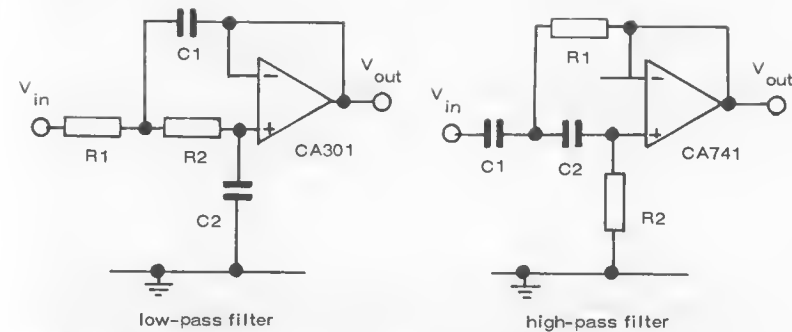 C1
V in
R1
R2
C2
V out
CA301
low-pass filter
R1
V in
C1
C2
V out
CA741
R2
high-pass filter